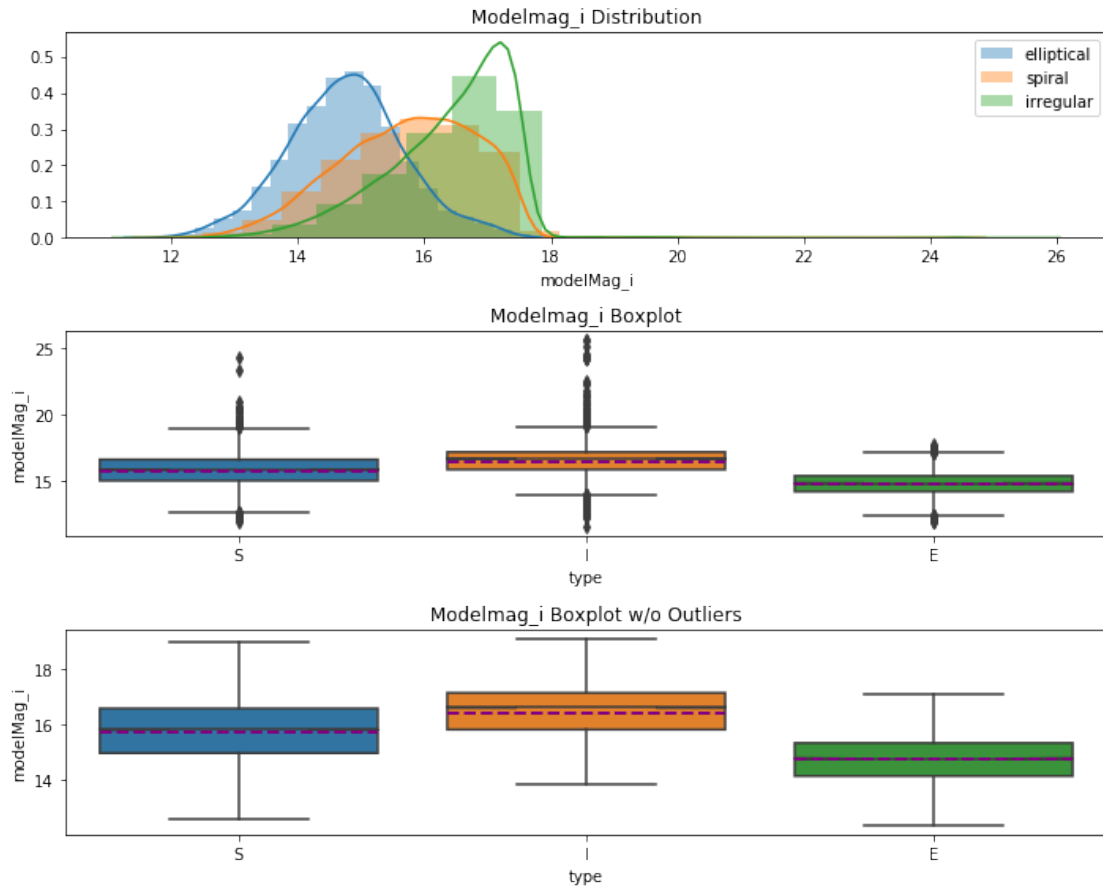 Modelmag_i Distribution
0.5
0.4
0.3
0.2
0.1
0.0
elliptical
spiral
irregular
12 14 16 18 20 22 24 26
modelMag_i
Modelmag_i Boxplot
modelMag_i
25
20
15
S I E
type
Modelmag_i Boxplot w/o Outliers
modelMag_i
18
16
14
S I E
type